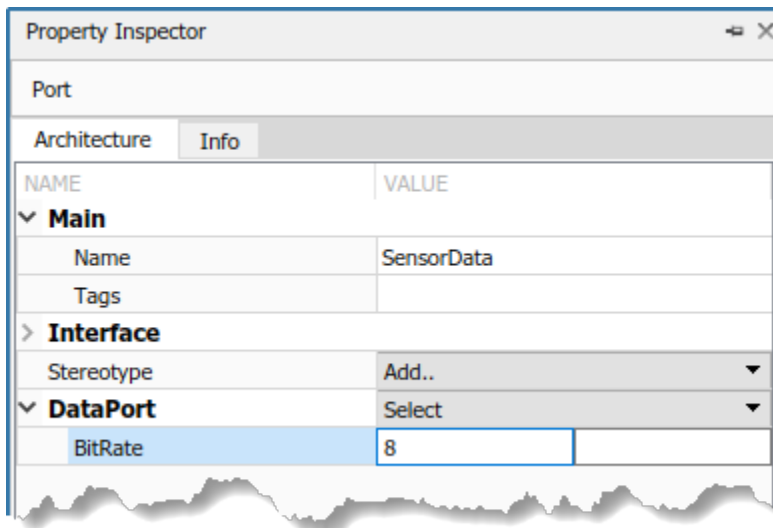 Property Inspector
Port
Architecture Info
NAME VALUE
Main
Name SensorData
Tags
Interface
Stereotype Add..
DataPort Select
BitRate 8